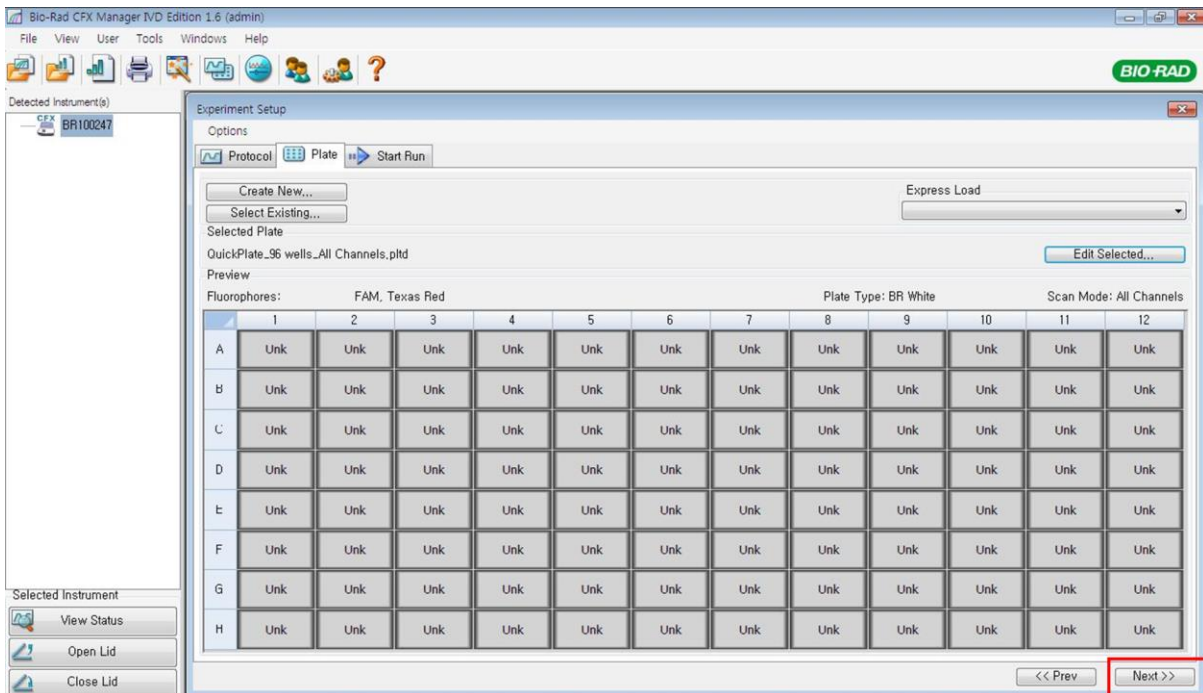 Bio-Rad CFX Manager IVD Edition 1.6 (admin)
File View User Tools Windows Help
BIO-RAD
Detected Instrument(s)
CFX BR100247
Experiment Setup
Options
Protocol Plate Start Run
Create New...
Express Load
Select Existing...
Selected Plate
QuickPlate_96 wells_All Channels.pltd
Edit Selected...
Preview
Fluorophores: FAM, Texas Red Plate Type: BR White Scan Mode: All Channels
1 2 3 4 5 6 7 8 9 10 11 12
A Unk Unk Unk Unk Unk Unk Unk Unk Unk Unk Unk Unk
B Unk Unk Unk Unk Unk Unk Unk Unk Unk Unk Unk Unk
C Unk Unk Unk Unk Unk Unk Unk Unk Unk Unk Unk Unk
D Unk Unk Unk Unk Unk Unk Unk Unk Unk Unk Unk Unk
E Unk Unk Unk Unk Unk Unk Unk Unk Unk Unk Unk Unk
F Unk Unk Unk Unk Unk Unk Unk Unk Unk Unk Unk Unk
G Unk Unk Unk Unk Unk Unk Unk Unk Unk Unk Unk Unk
H Unk Unk Unk Unk Unk Unk Unk Unk Unk Unk Unk Unk
Selected Instrument
View Status
Open Lid
Close Lid
<< Prev Next >>